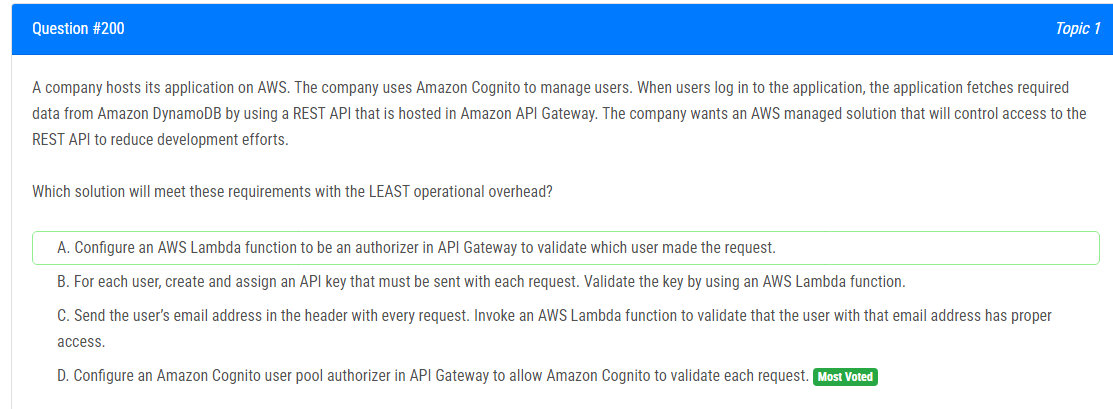 Question #200
Topic 1
A company hosts its application on AWS. The company uses Amazon Cognito to manage users. When users log in to the application, the application fetches required
data from Amazon DynamoDB by using a REST API that is hosted in Amazon API Gateway. The company wants an AWS managed solution that will control access to the
REST API to reduce development efforts.
Which solution will meet these requirements with the LEAST operational overhead?
A. Configure an AWS Lambda function to be an authorizer in API Gateway to validate which user made the request.
B. For each user, create and assign an API key that must be sent with each request. Validate the key by using an AWS Lambda function.
C. Send the user's email address in the header with every request. Invoke an AWS Lambda function to validate that the user with that email address has proper
access.
D. Configure an Amazon Cognito user pool authorizer in API Gateway to allow Amazon Cognito to validate each request. Most Voted